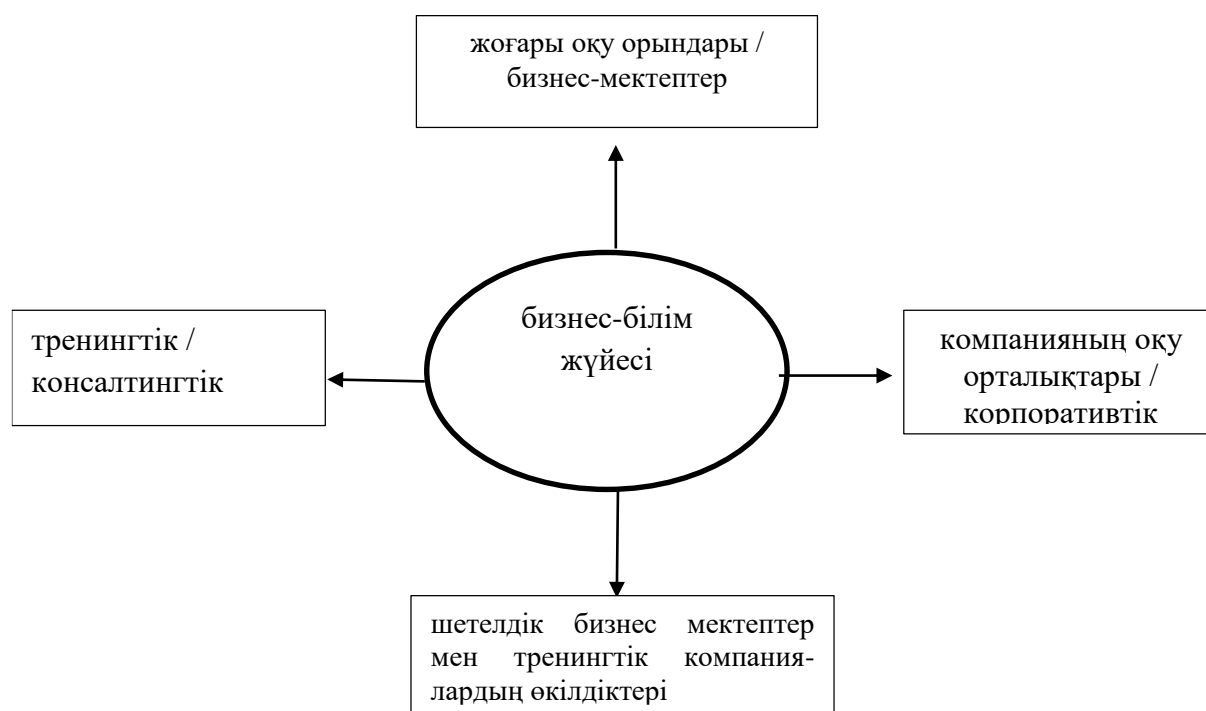 жоғары оқу орындары /
бизнес-мектептер
бизнес-білім
жүйесі
тренингтік /
консалтингтік
компанияның оқу
орталықтары /
корпоративтік
шетелдік бизнес мектептер
мен тренингтік компания-
лардың өкілдіктері